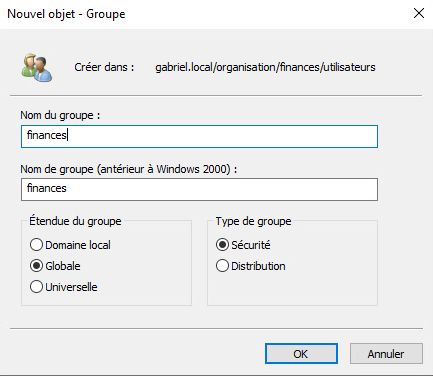 Nouvel objet - Groupe
Créer dans : gabriel.local/organisation/finances/utilisateurs
Nom du groupe :
finances
Nom de groupe (antérieur à Windows 2000) :
finances
Étendue du groupe
Domaine local
Globale
Universelle
Type de groupe
Sécurité
Distribution
OK Annuler